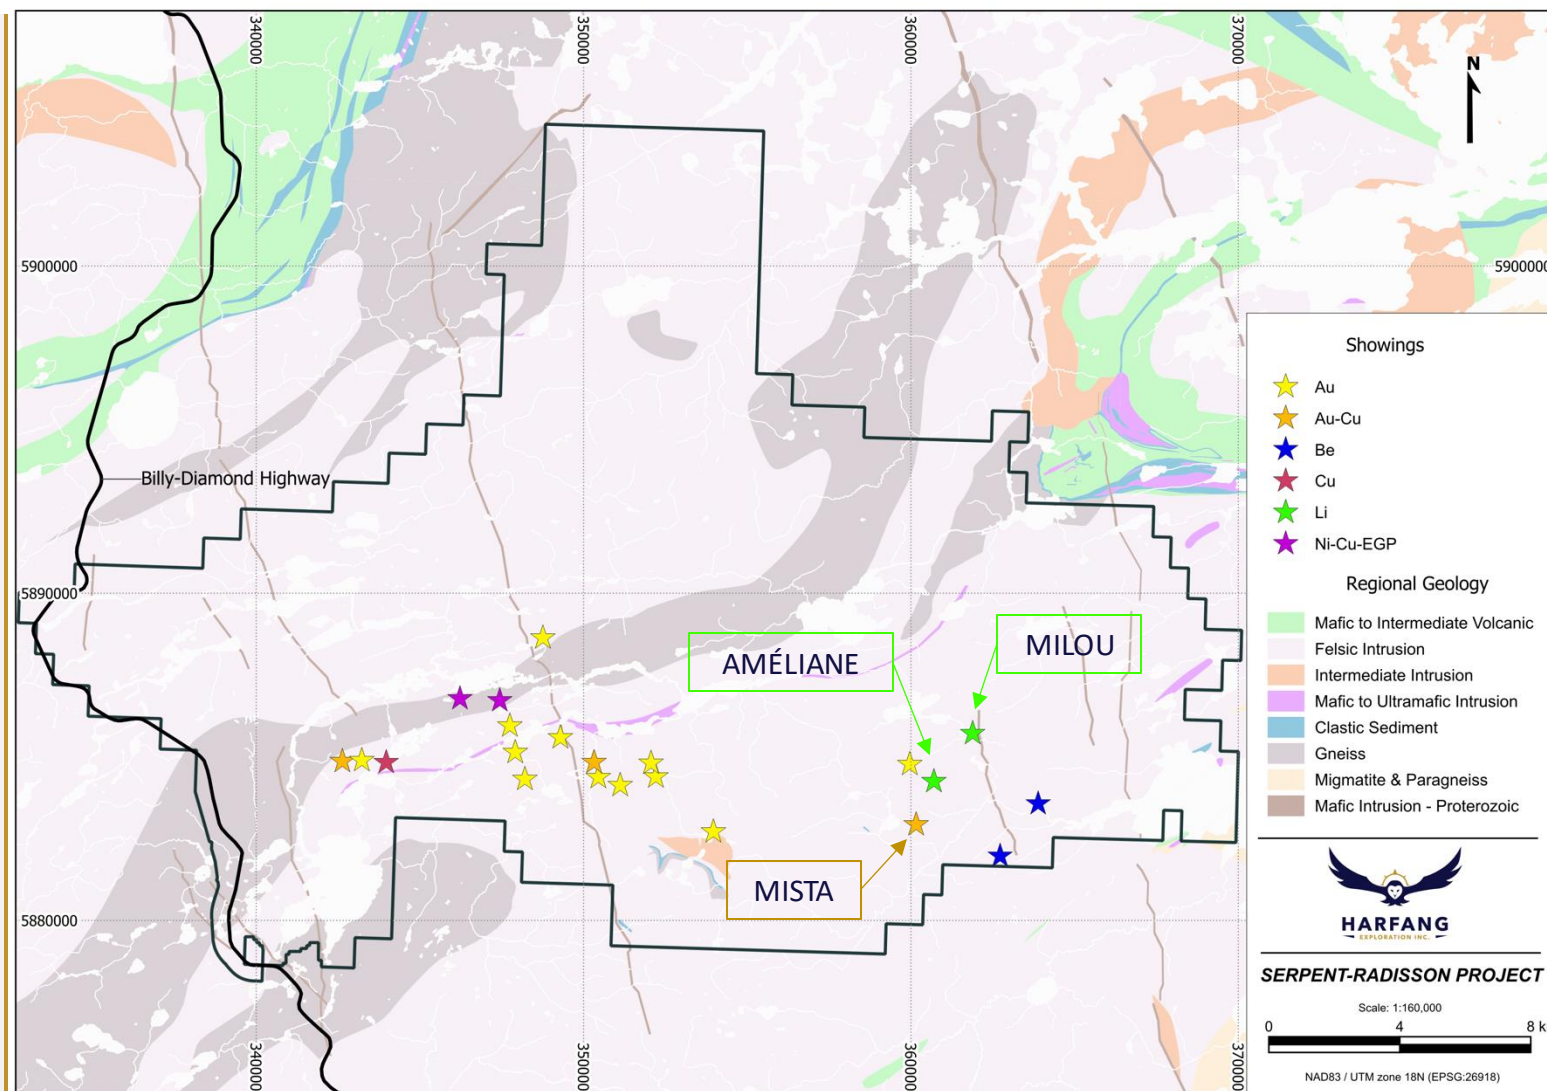 340000
350000
360000
370000
N
5900000
5900000
Showings
Au
Au-Cu
Be
Cu
Li
Ni-Cu-EGP
Billy-Diamond Highway
5890000
Regional Geology
Mafic to Intermediate Volcanic
Felsic Intrusion
Intermediate Intrusion
Mafic to Ultramafic Intrusion
Clastic Sediment
Gneiss
Migmatite & Paragneiss
Mafic Intrusion - Proterozoic
AMÉLIANE
MILOU
MISTA
5880000
HARFANG
EXPLORATION INC.
SERPENT-RADISSON PROJECT
Scale: 1:160,000
0 4 8 k
NAD83 / UTM zone 18N (EPSG:26918)
340000
350000
360000
370000